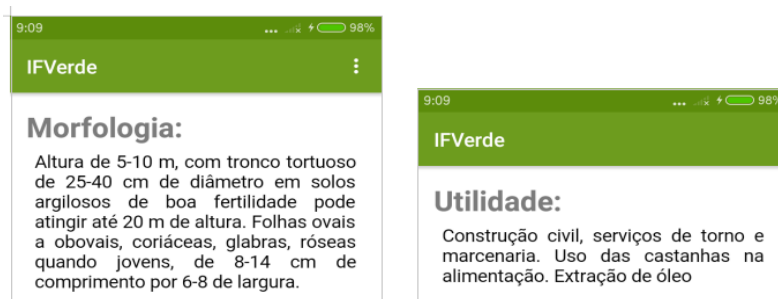 9:09 ... 98%
IFVerde
Morfologia:
Altura de 5-10 m, com tronco tortuoso
de 25-40 cm de diâmetro em solos
argilosos de boa fertilidade pode
atingir até 20 m de altura. Folhas ovais
a obovais, coriáceas, glabras, róseas
quando jovens, de 8-14 cm de
comprimento por 6-8 de largura.
9:09 ... 98%
IFVerde
Utilidade:
Construção civil, serviços de torno e
marcenaria. Uso das castanhas na
alimentação. Extração de óleo